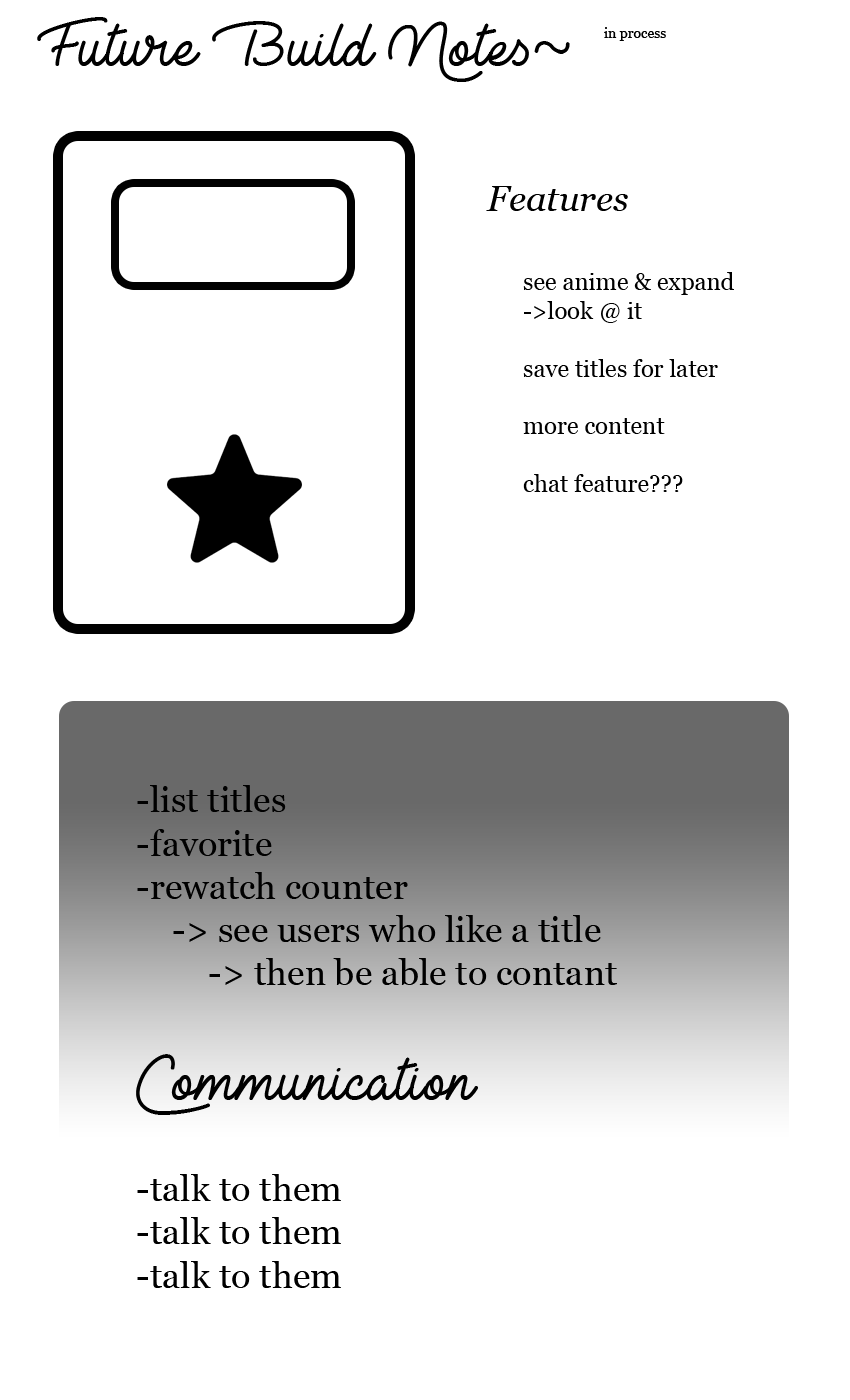 Future Build Notes~
in process
Features
see anime & expand
->look @ it
save titles for later
more content
chat feature???
-list titles
-favorite
-rewatch counter
-> see users who like a title
-> then be able to contant
Communication
-talk to them
-talk to them
-talk to them